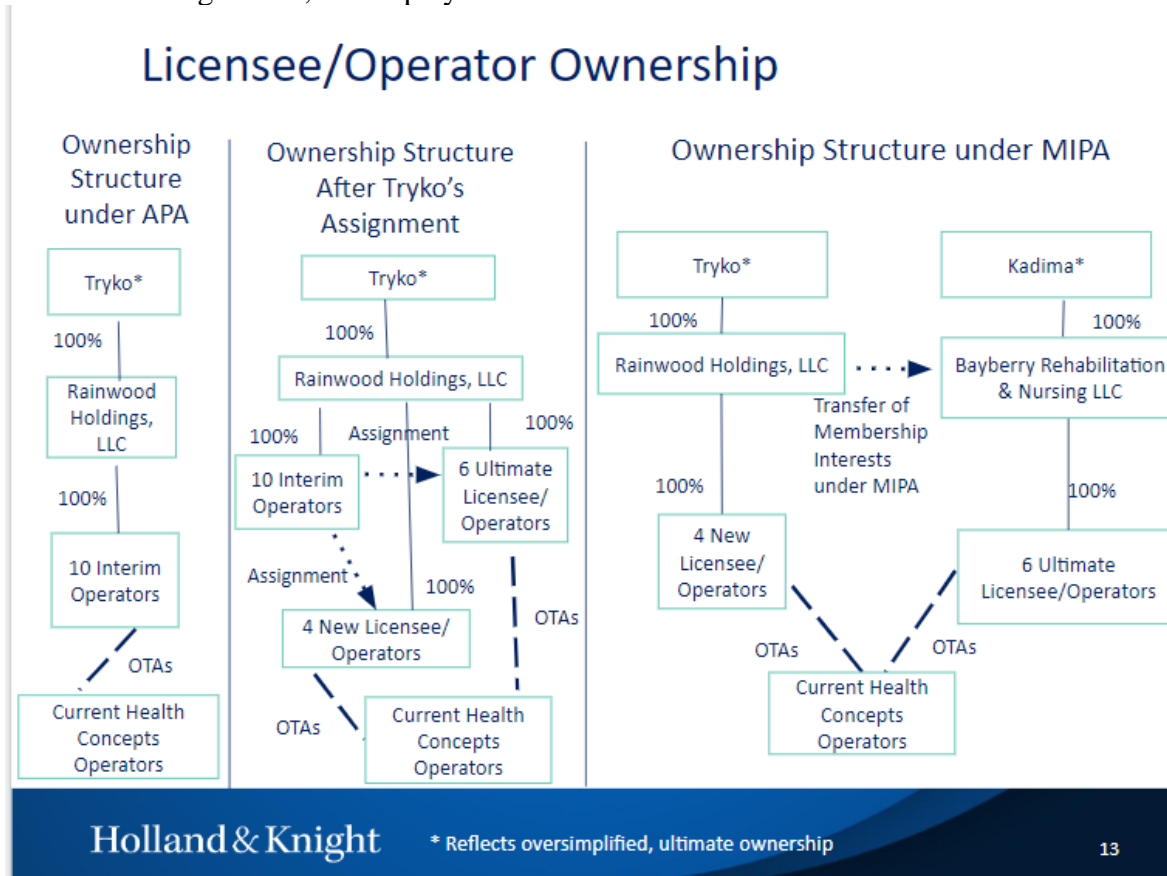 Licensee/Operator Ownership
Ownership
Structure
under APA
Tryko*
100%
Rainwood
Holdings,
LLC
100%
10 Interim
Operators
OTAs
Current Health
Concepts
Operators
Ownership Structure
After Tryko's
Assignment
Tryko*
100%
Rainwood Holdings, LLC
100%
Assignment
100%
10 Interim
Operators
6 Ultimate
Licensee/
Operators
Assignment
100%
OTAs
4 New Licensee/
Operators
OTAs
Current Health
Concepts
Operators
Ownership Structure under MIPA
Tryko*
Kadima*
100%
100%
Rainwood Holdings, LLC
Bayberry Rehabilitation
& Nursing LLC
Transfer of
Membership
Interests
under MIPA
100%
100%
4 New
Licensee/
Operators
6 Ultimate
Licensee/Operators
OTAs
OTAs
Current Health
Concepts
Operators
Holland & Knight
* Reflects oversimplified, ultimate ownership
13